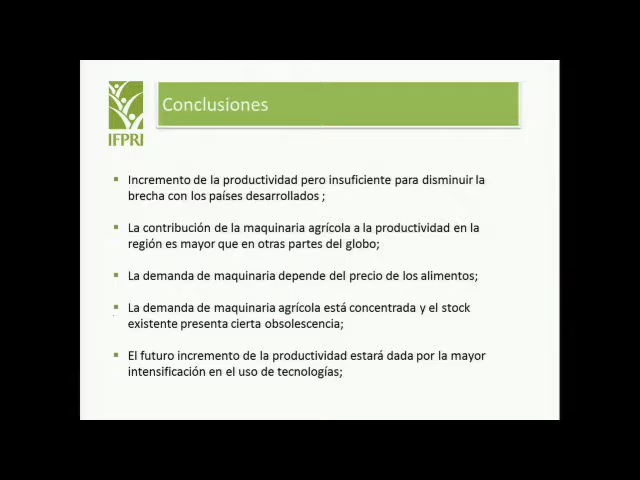 Conclusiones
IFPRI
Incremento de la productividad pero insuficiente para disminuir la
brecha con los países desarrollados ;
La contribución de la maquinaria agrícola a la productividad en la
región es mayor que en otras partes del globo;
La demanda de maquinaria depende del precio de los alimentos;
La demanda de maquinaria agrícola está concentrada y el stock
existente presenta cierta obsolescencia;
El futuro incremento de la productividad estará dada por la mayor
intensificación en el uso de tecnologías;